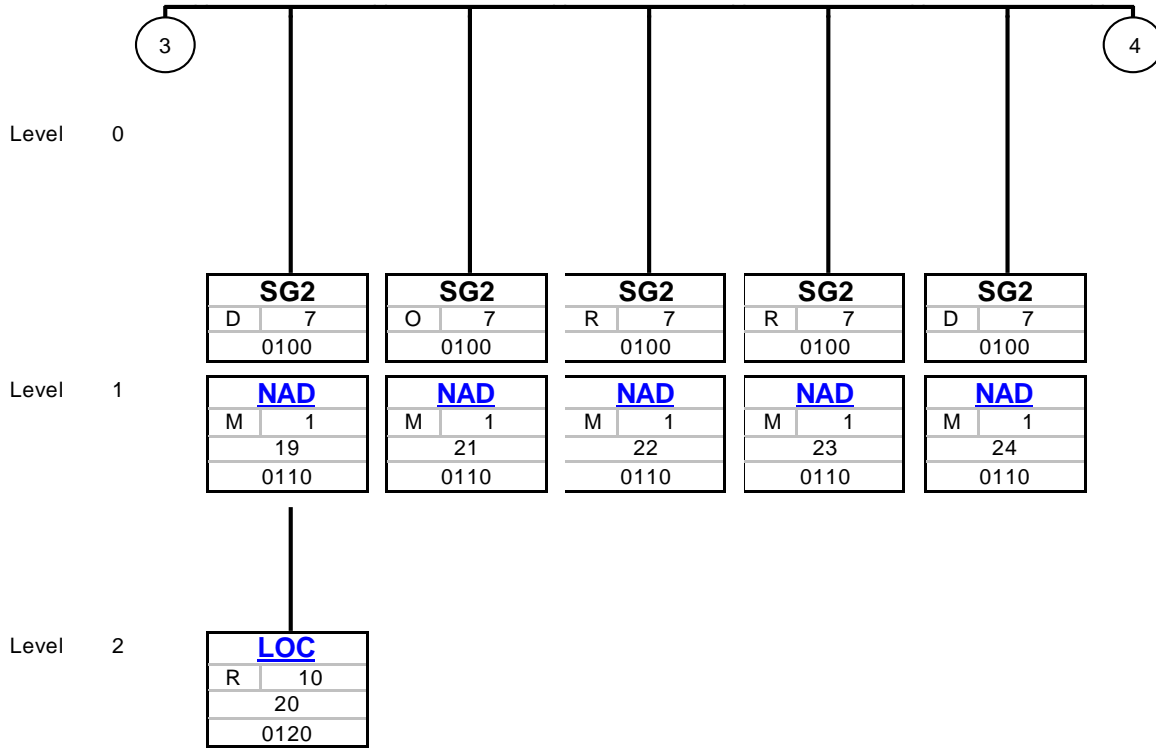 3 4
Level 0
SG2 SG2 SG2 SG2 SG2
D 7 O 7 R 7 R 7 D 7
0100 0100 0100 0100 0100
Level 1 NAD NAD NAD NAD NAD
M 1 M 1 M 1 M 1 M 1
19 21 22 23 24
0110 0110 0110 0110 0110
Level 2 LOC
R 10
20
0120